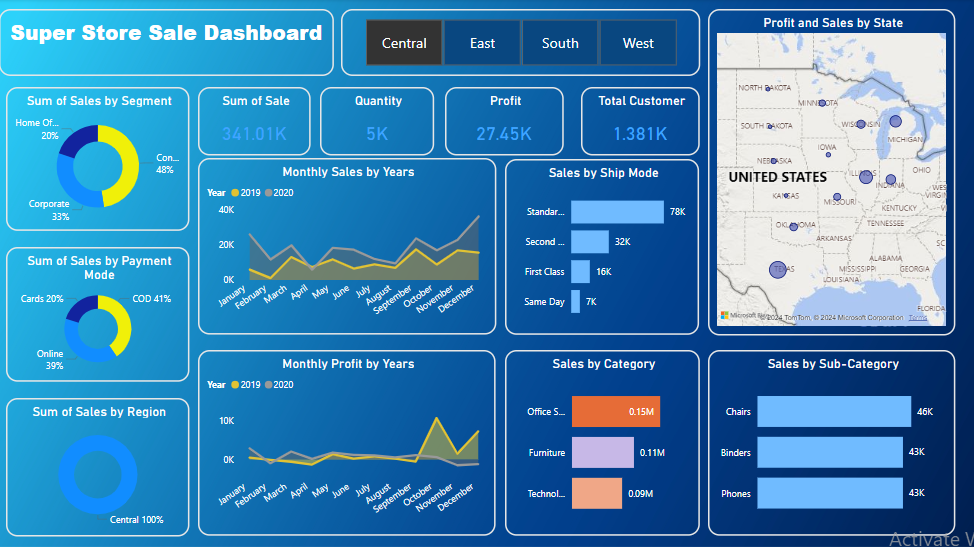 Super Store Sale Dashboard
Central
East
South
West
Profit and Sales by State
NORTH DAKOTA
MINNESOTA
SOUTH DAKOTA
WISCONSIN
MICHIGAN
IOWA
NEBRASKA
UNITED STATES
ILLINOIS
INDIANA
OHIO
KANSAS
MISSOURI
WES
VIRGIN
KENTUCKY
TENNESSEE
OKLAHOMA
ARKANSAS
SC
ALABAMA
TEXAS
MISSISSIPPI
GEORGIA
LOUISIANA
FLORIDA
Microsoft Bing
© 2024 TomTom, © 2024 Microsoft Corporation Terms
Sum of Sales by Segment
Home Of...
20%
Con...
48%
Corporate
33%
Sum of Sale
341.01K
Quantity
5K
Profit
27.45K
Total Customer
1.381K
Monthly Sales by Years
Year 2019 2020
40K
20K
0K
January
February
March
April
May
June
July
August
September
October
November
December
Sales by Ship Mode
Standar... 78K
Second ... 32K
First Class 16K
Same Day 7K
Sum of Sales by Payment
Mode
Cards 20%
COD 41%
Online
39%
Sum of Sales by Region
Central 100%
Monthly Profit by Years
Year 2019 2020
10K
0K
January
February
March
April
May
June
July
August
September
October
November
December
Sales by Category
Office S... 0.15M
Furniture 0.11M
Technol... 0.09M
Sales by Sub-Category
Chairs 46K
Binders 43K
Phones 43K
Activate W